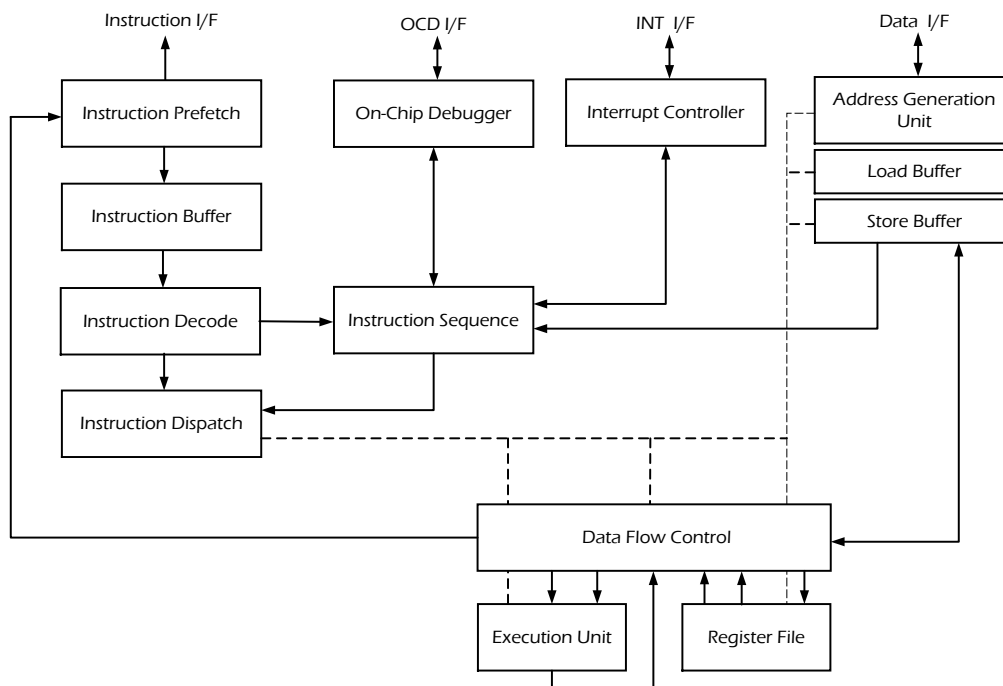 Instruction I/F
OCD I/F
INT I/F
Data I/F
Instruction Prefetch
On-Chip Debugger
Interrupt Controller
Address Generation
Unit
Load Buffer
Instruction Buffer
Store Buffer
Instruction Decode
Instruction Sequence
Instruction Dispatch
Data Flow Control
Execution Unit
Register File